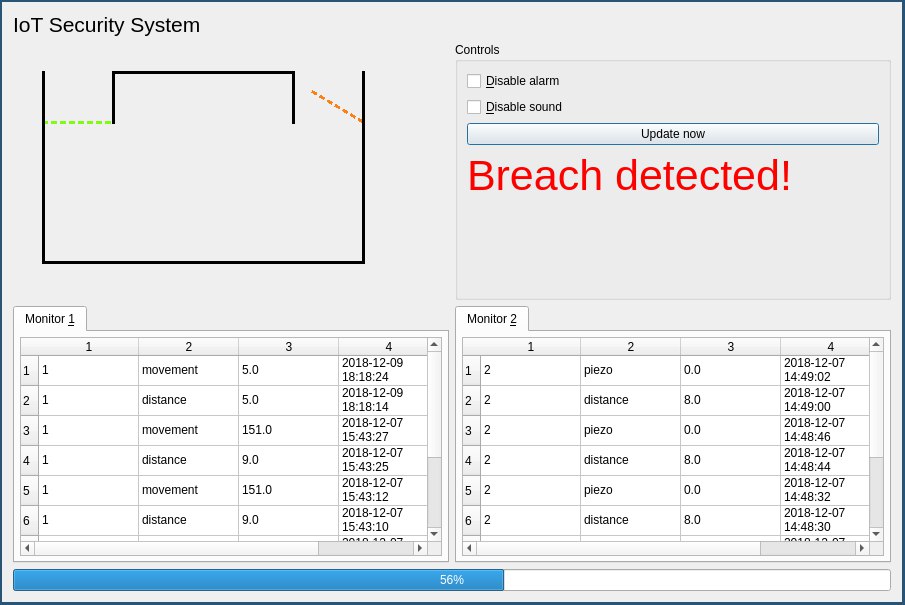 IoT Security System
Controls
Disable alarm
Disable sound
Update now
Breach detected!
Monitor 1
1 2 3 4
1 1 movement 5.0 2018-12-09 18:18:24
2 1 distance 5.0 2018-12-09 18:18:14
3 1 movement 151.0 2018-12-07 15:43:27
4 1 distance 9.0 2018-12-07 15:43:25
5 1 movement 151.0 2018-12-07 15:43:12
6 1 distance 9.0 2018-12-07 15:43:10
Monitor 2
1 2 3 4
1 2 piezo 0.0 2018-12-07 14:49:02
2 2 distance 8.0 2018-12-07 14:49:00
3 2 piezo 0.0 2018-12-07 14:48:46
4 2 distance 8.0 2018-12-07 14:48:44
5 2 piezo 0.0 2018-12-07 14:48:32
6 2 distance 8.0 2018-12-07 14:48:30
56%